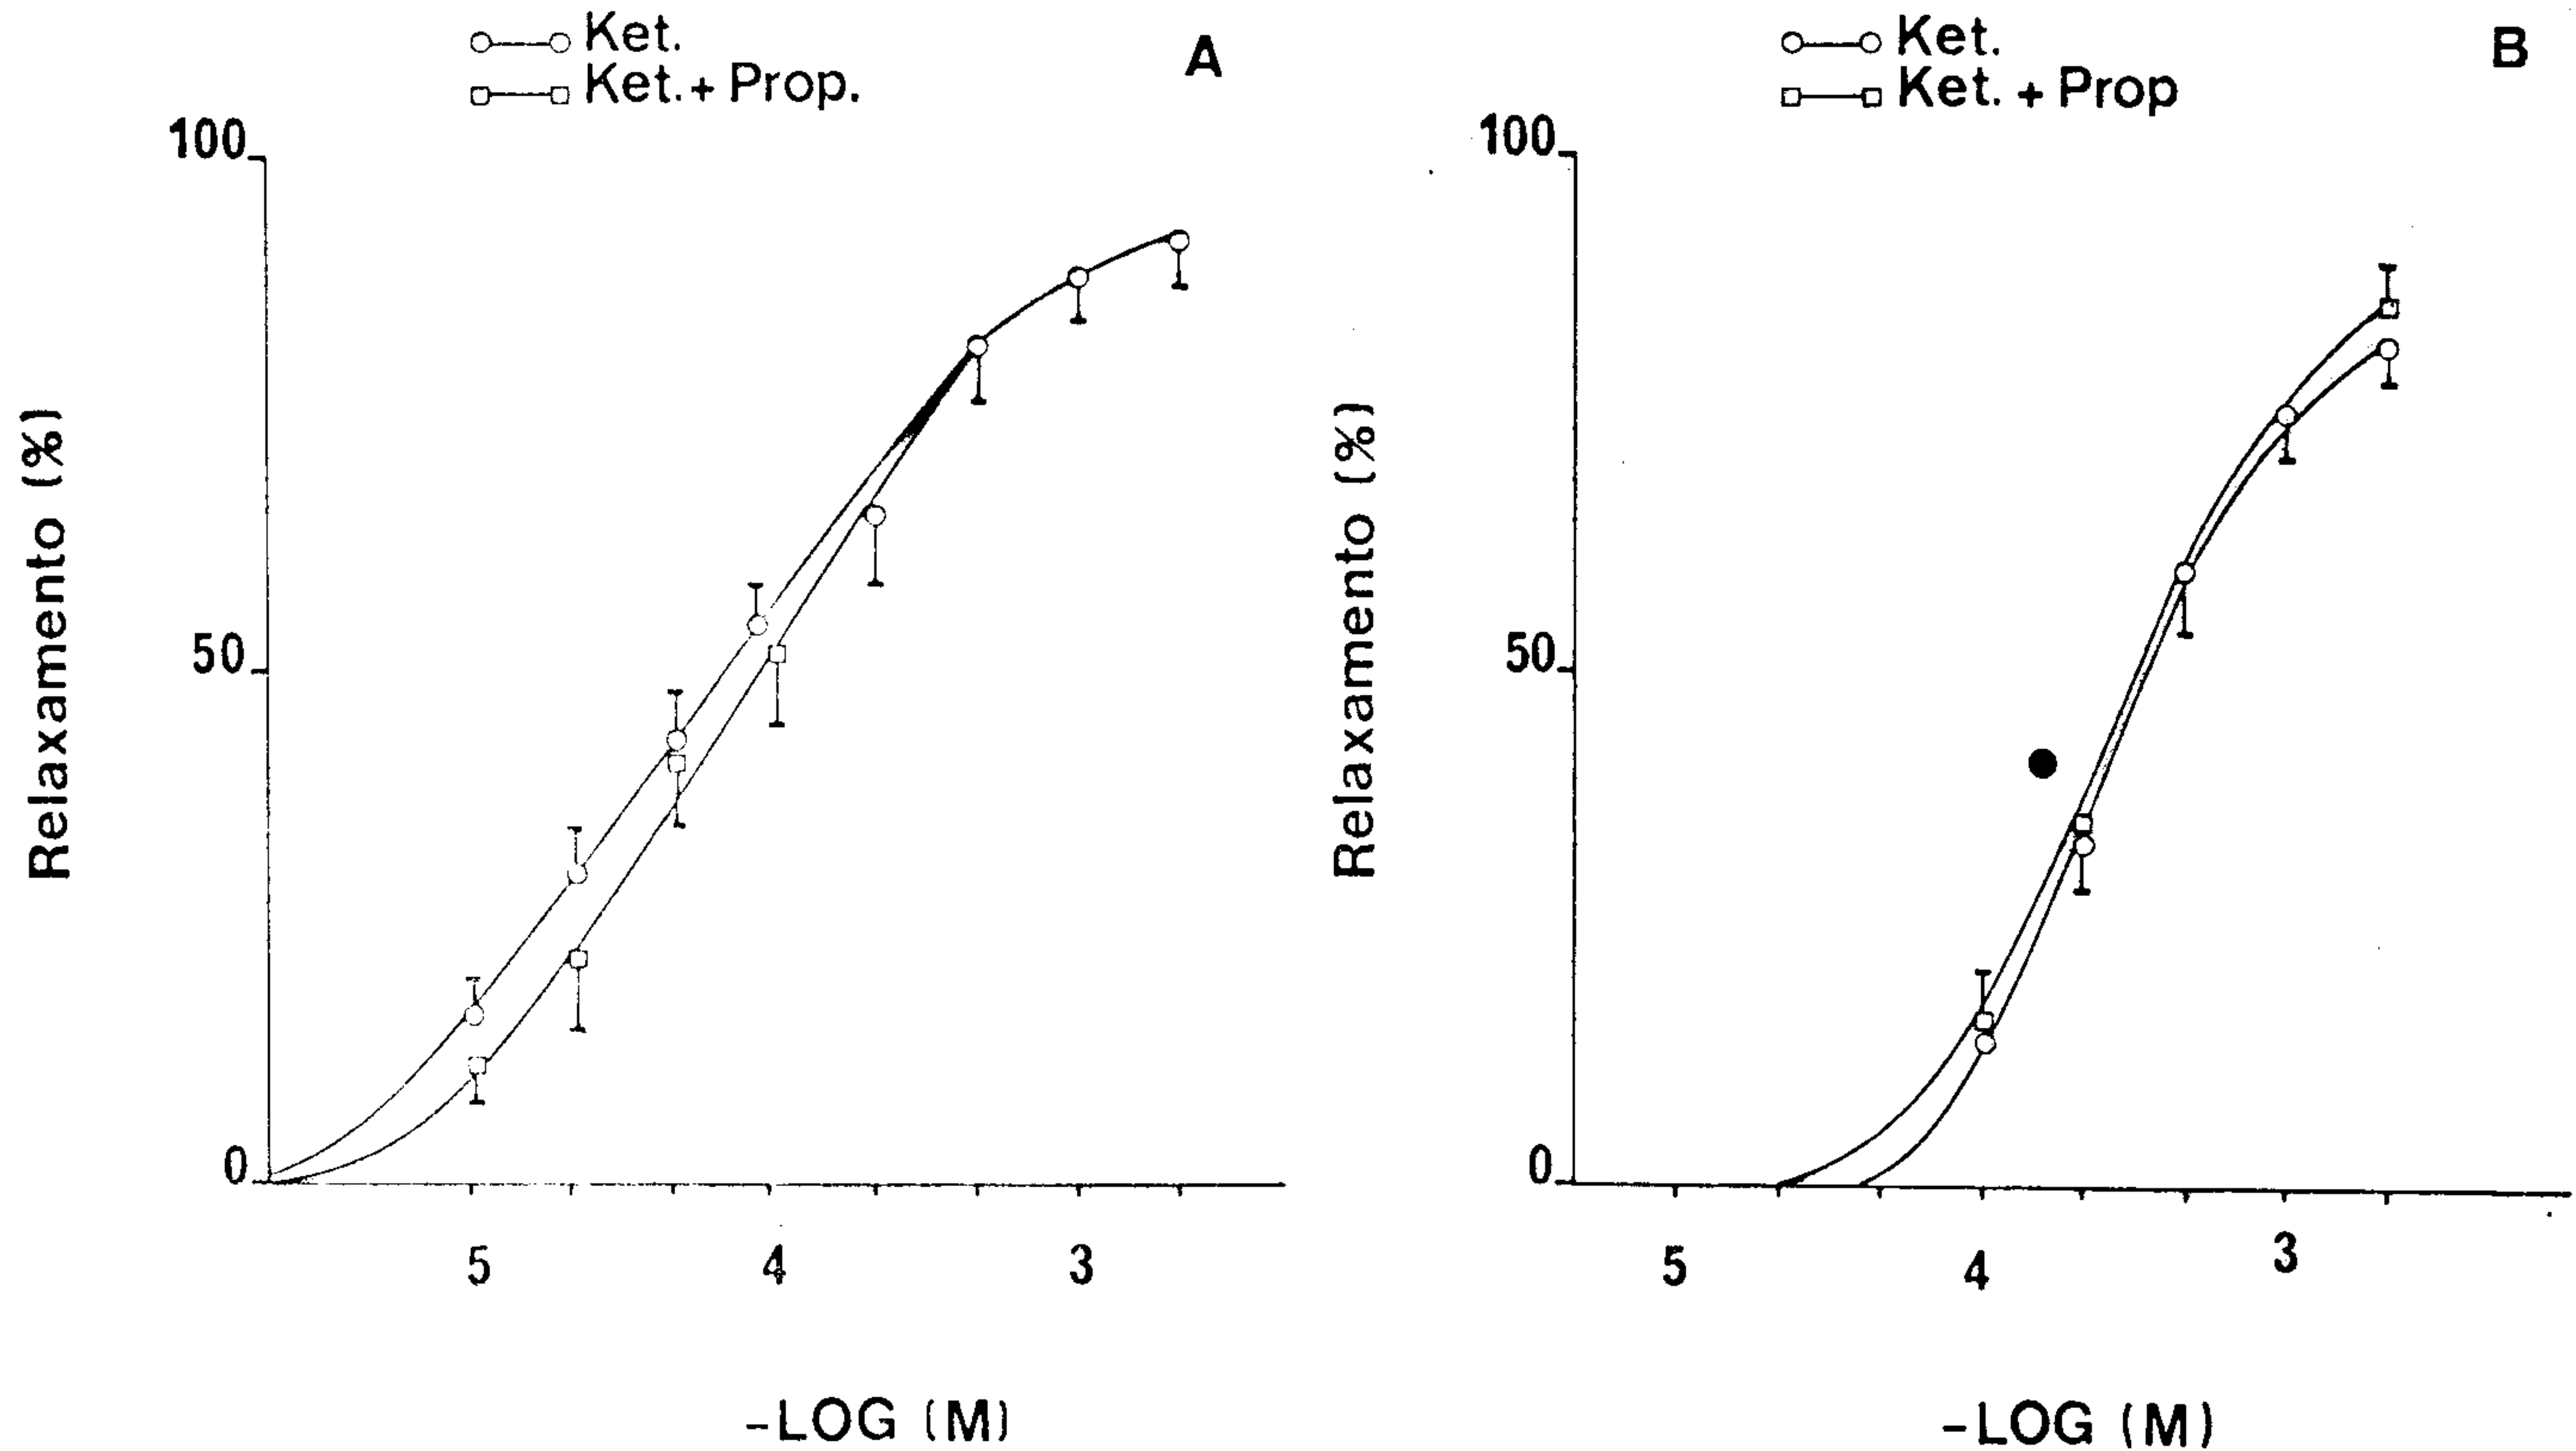 Ket.
Ket. + Prop.
A
100
50
0
Relaxamento (%)
5 4 3
-LOG (M)
Ket.
Ket. + Prop
B
100
50
0
Relaxamento (%)
5 4 3
-LOG (M)